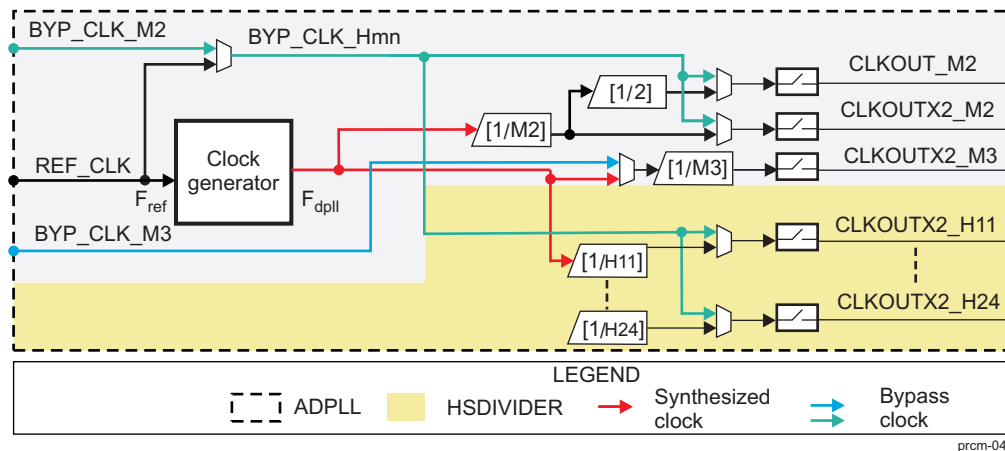 BYP_CLK_M2
BYP_CLK_Hmn
CLKOUT_M2
[1/2]
CLKOUTX2_M2
[1/M2]
REF_CLK
Clock
generator
CLKOUTX2_M3
[1/M3]
Fref
Fdpll
BYP_CLK_M3
CLKOUTX2_H11
[1/H11]
CLKOUTX2_H24
[1/H24]
LEGEND
ADPLL
HSDIVIDER
Synthesized
clock
Bypass
clock
prcm-04